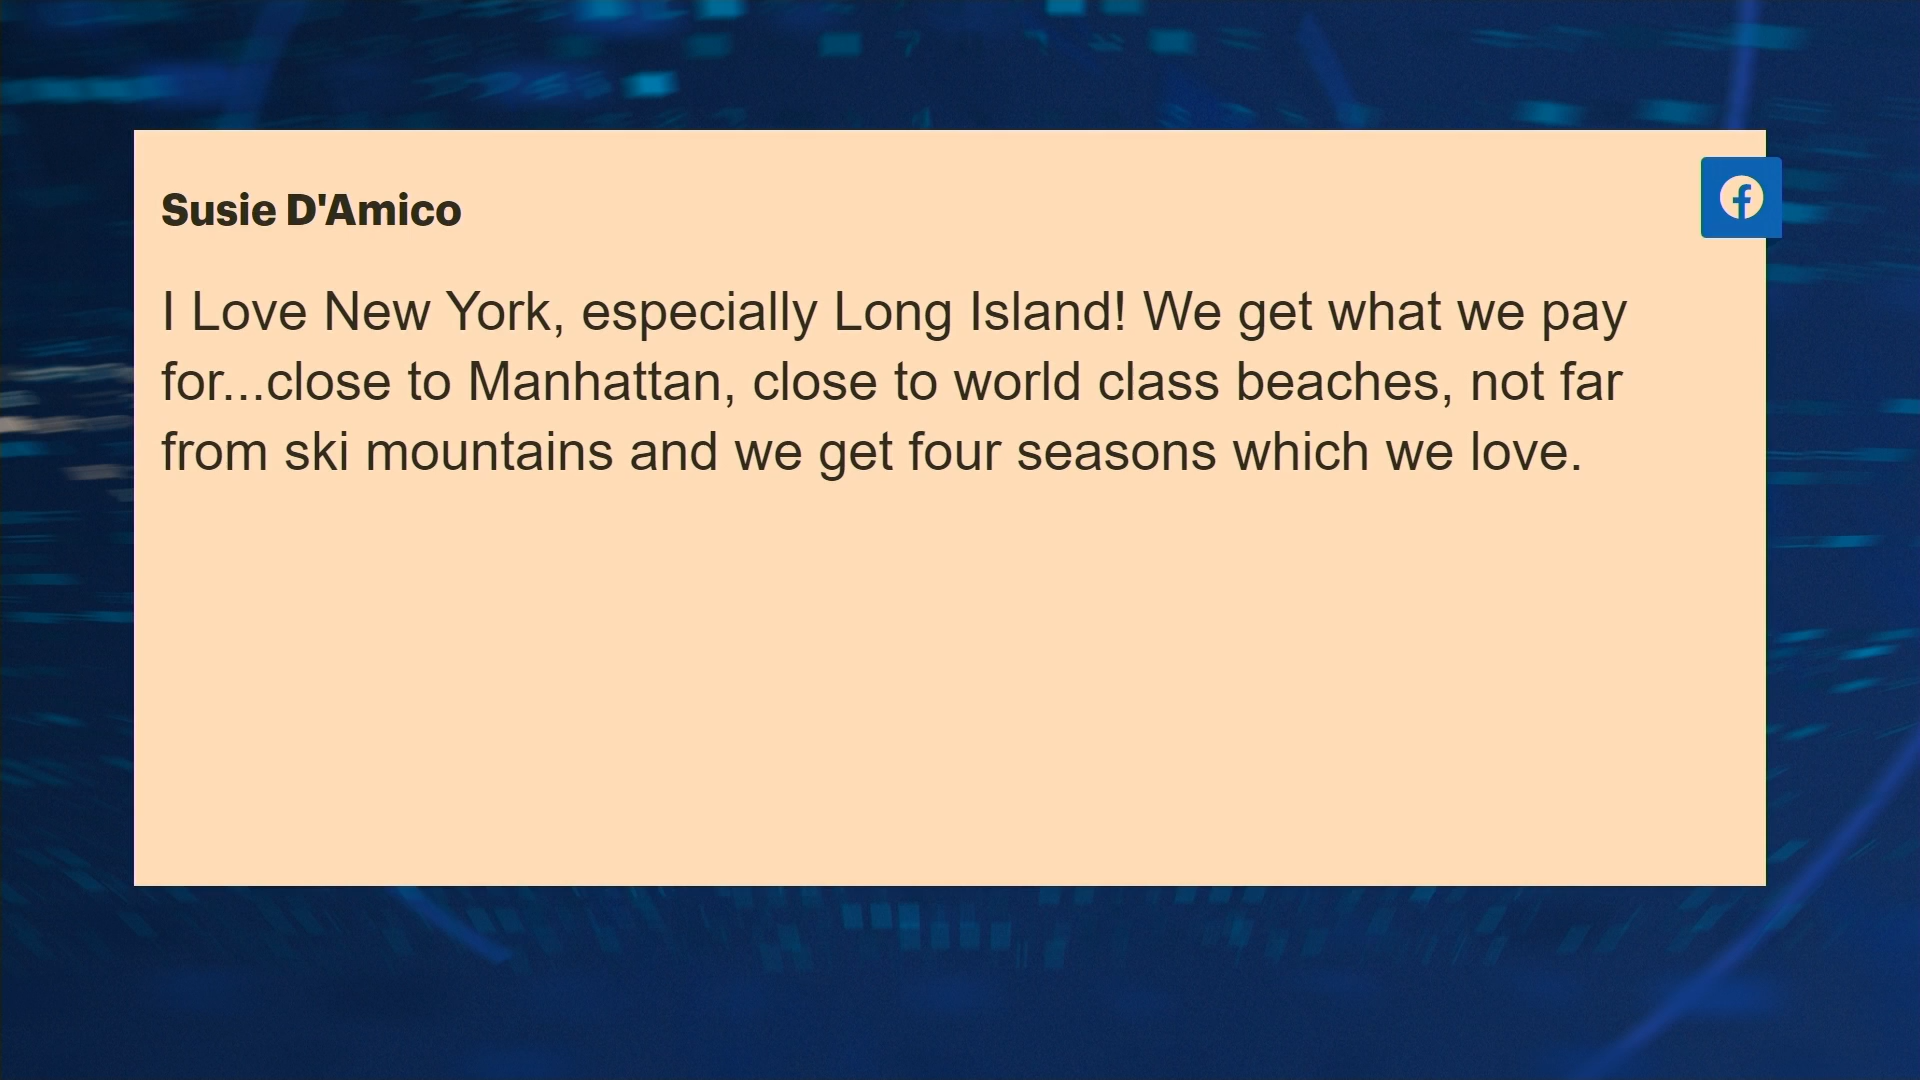 Susie D'Amico
I Love New York, especially Long Island! We get what we pay
for...close to Manhattan, close to world class beaches, not far
from ski mountains and we get four seasons which we love.